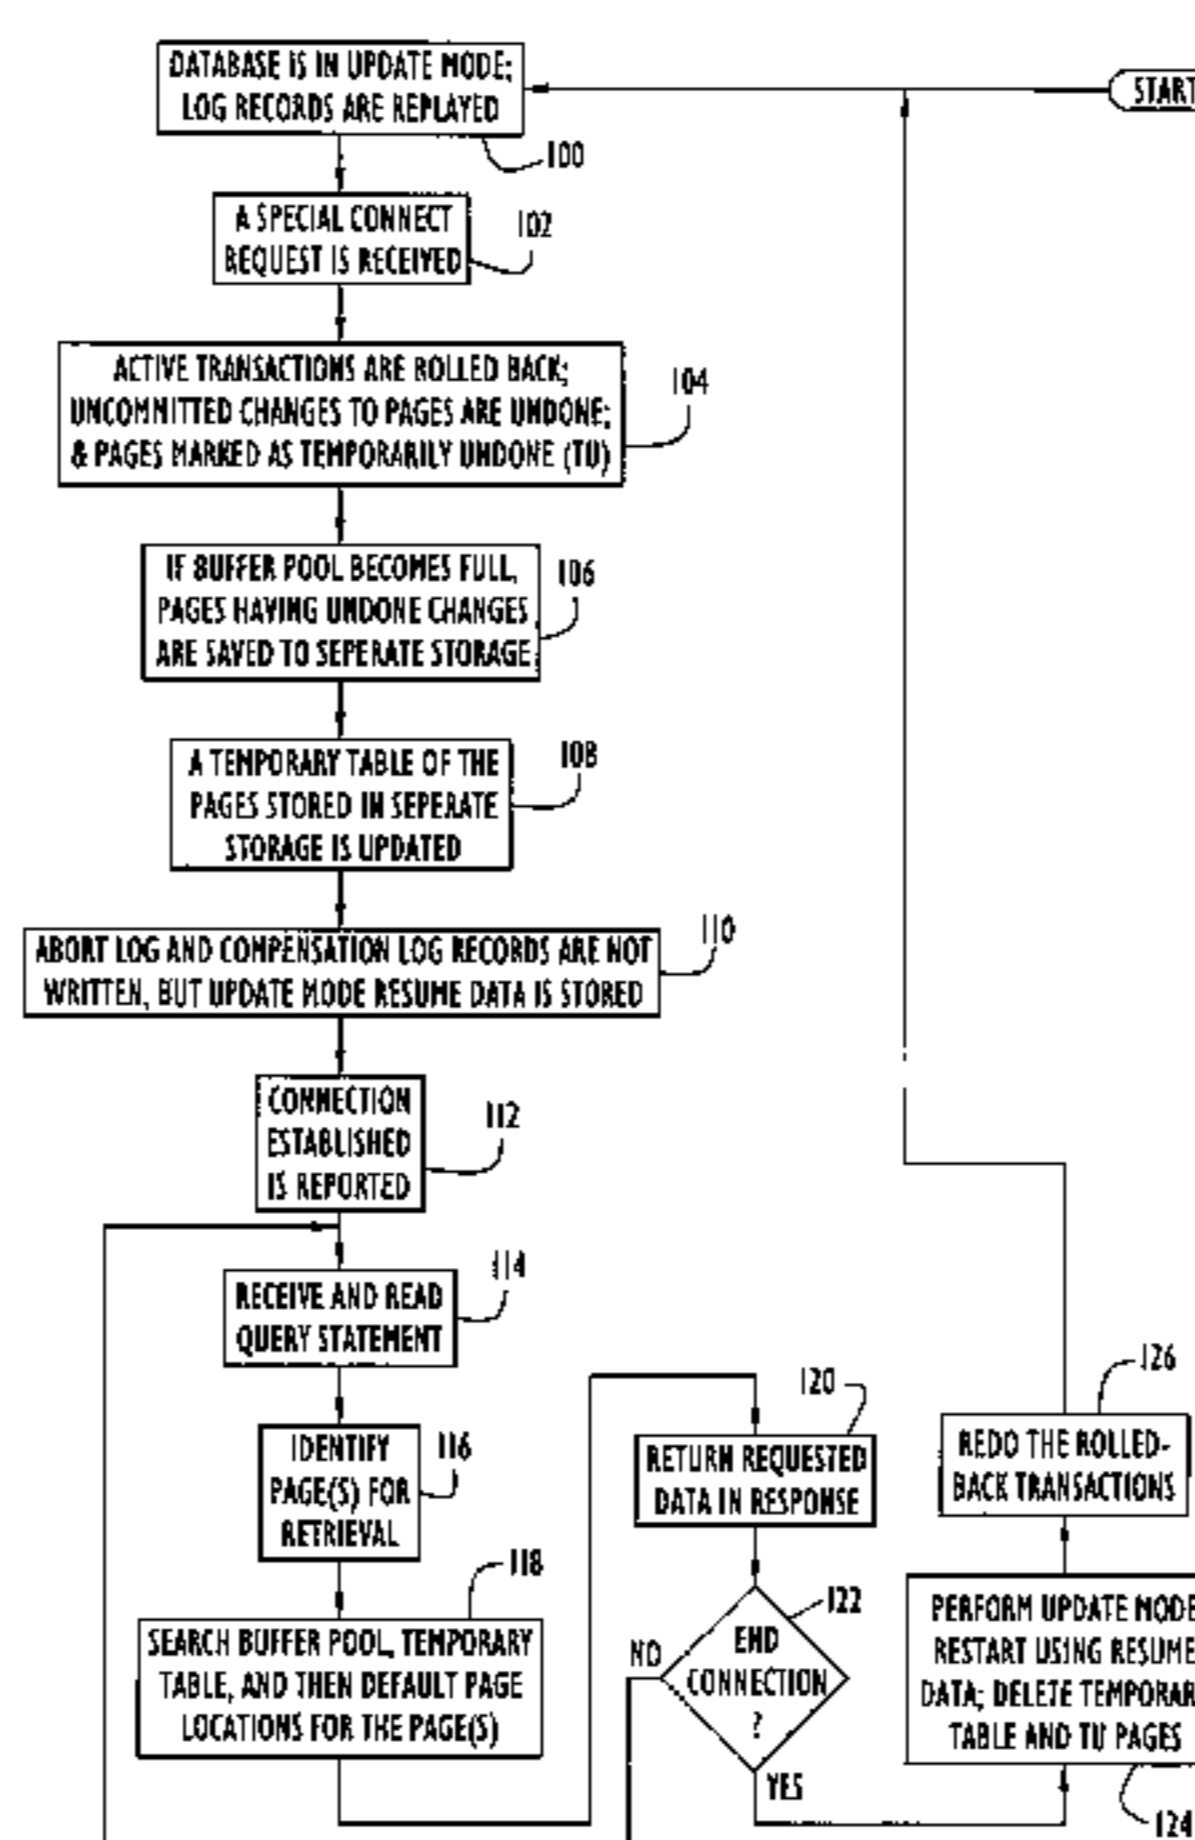 DATABASE IS IN UPDATE MODE;
LOG RECORDS ARE REPLAYED
START
100
A SPECIAL CONNECT
REQUEST IS RECEIVED
102
ACTIVE TRANSACTIONS ARE ROLLED BACK;
UNCOMMITTED CHANGES TO PAGES ARE UNDONE;
& PAGES MARKED AS TEMPORARILY UNDONE (TU)
104
IF BUFFER POOL BECOMES FULL,
PAGES HAVING UNDONE CHANGES
ARE SAVED TO SEPERATE STORAGE
106
A TEMPORARY TABLE OF THE
PAGES STORED IN SEPERATE
STORAGE IS UPDATED
108
ABORT LOG AND COMPENSATION LOG RECORDS ARE NOT
WRITTEN, BUT UPDATE MODE RESUME DATA IS STORED
110
CONNECTION
ESTABLISHED
IS REPORTED
112
RECEIVE AND READ
QUERY STATEMENT
114
IDENTIFY
PAGE(S) FOR
RETRIEVAL
116
SEARCH BUFFER POOL, TEMPORARY
TABLE, AND THEN DEFAULT PAGE
LOCATIONS FOR THE PAGE(S)
118
RETURN REQUESTED
DATA IN RESPONSE
120
END
CONNECTION
?
122
NO
YES
PERFORM UPDATE MODE
RESTART USING RESUME
DATA; DELETE TEMPORAR
TABLE AND TU PAGES
124
REDO THE ROLLED-
BACK TRANSACTIONS
126